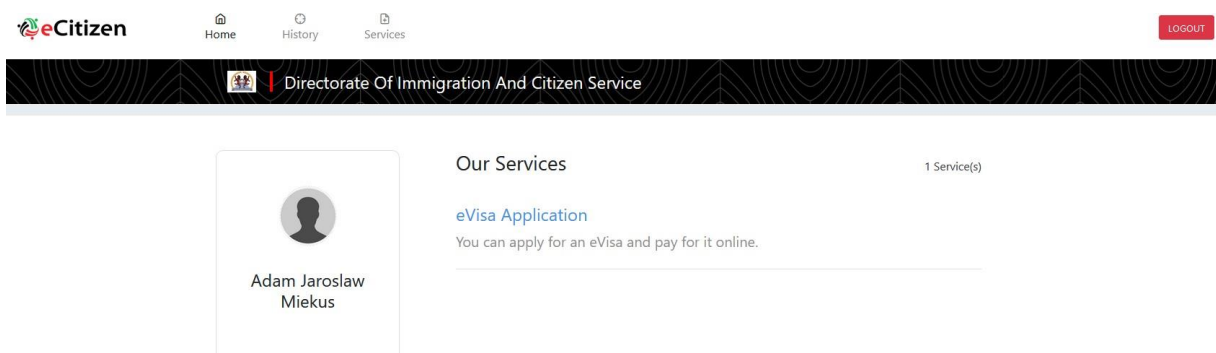 eCitizen
Home
History
Services
LOGOUT
Directorate Of Immigration And Citizen Service
Adam Jaroslaw
Miekus
Our Services
1 Service(s)
eVisa Application
You can apply for an eVisa and pay for it online.